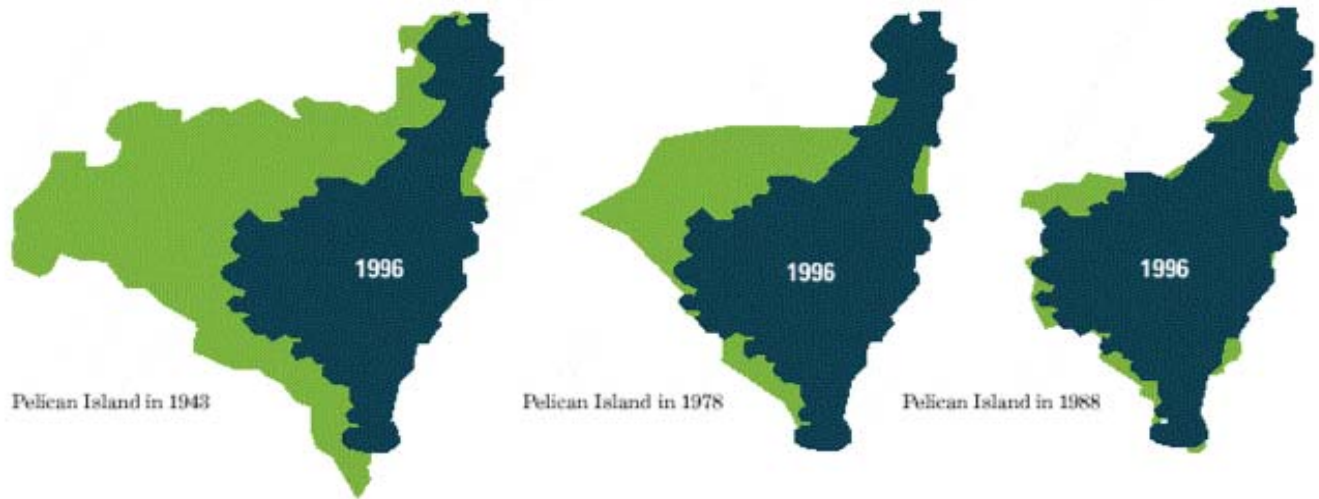 1996
1996
1996
Pelican Island in 1943
Pelican Island in 1978
Pelican Island in 1988